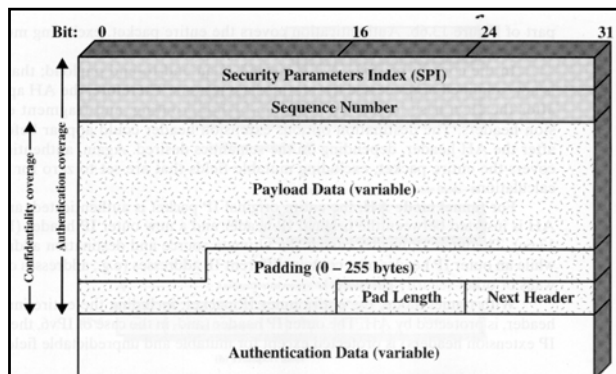 Bit: 0 16 24 31
Security Parameters Index (SPI)
Sequence Number
Payload Data (variable)
Padding (0 – 255 bytes)
Pad Length Next Header
Authentication Data (variable)
Confidentiality coverage
Authentication coverage